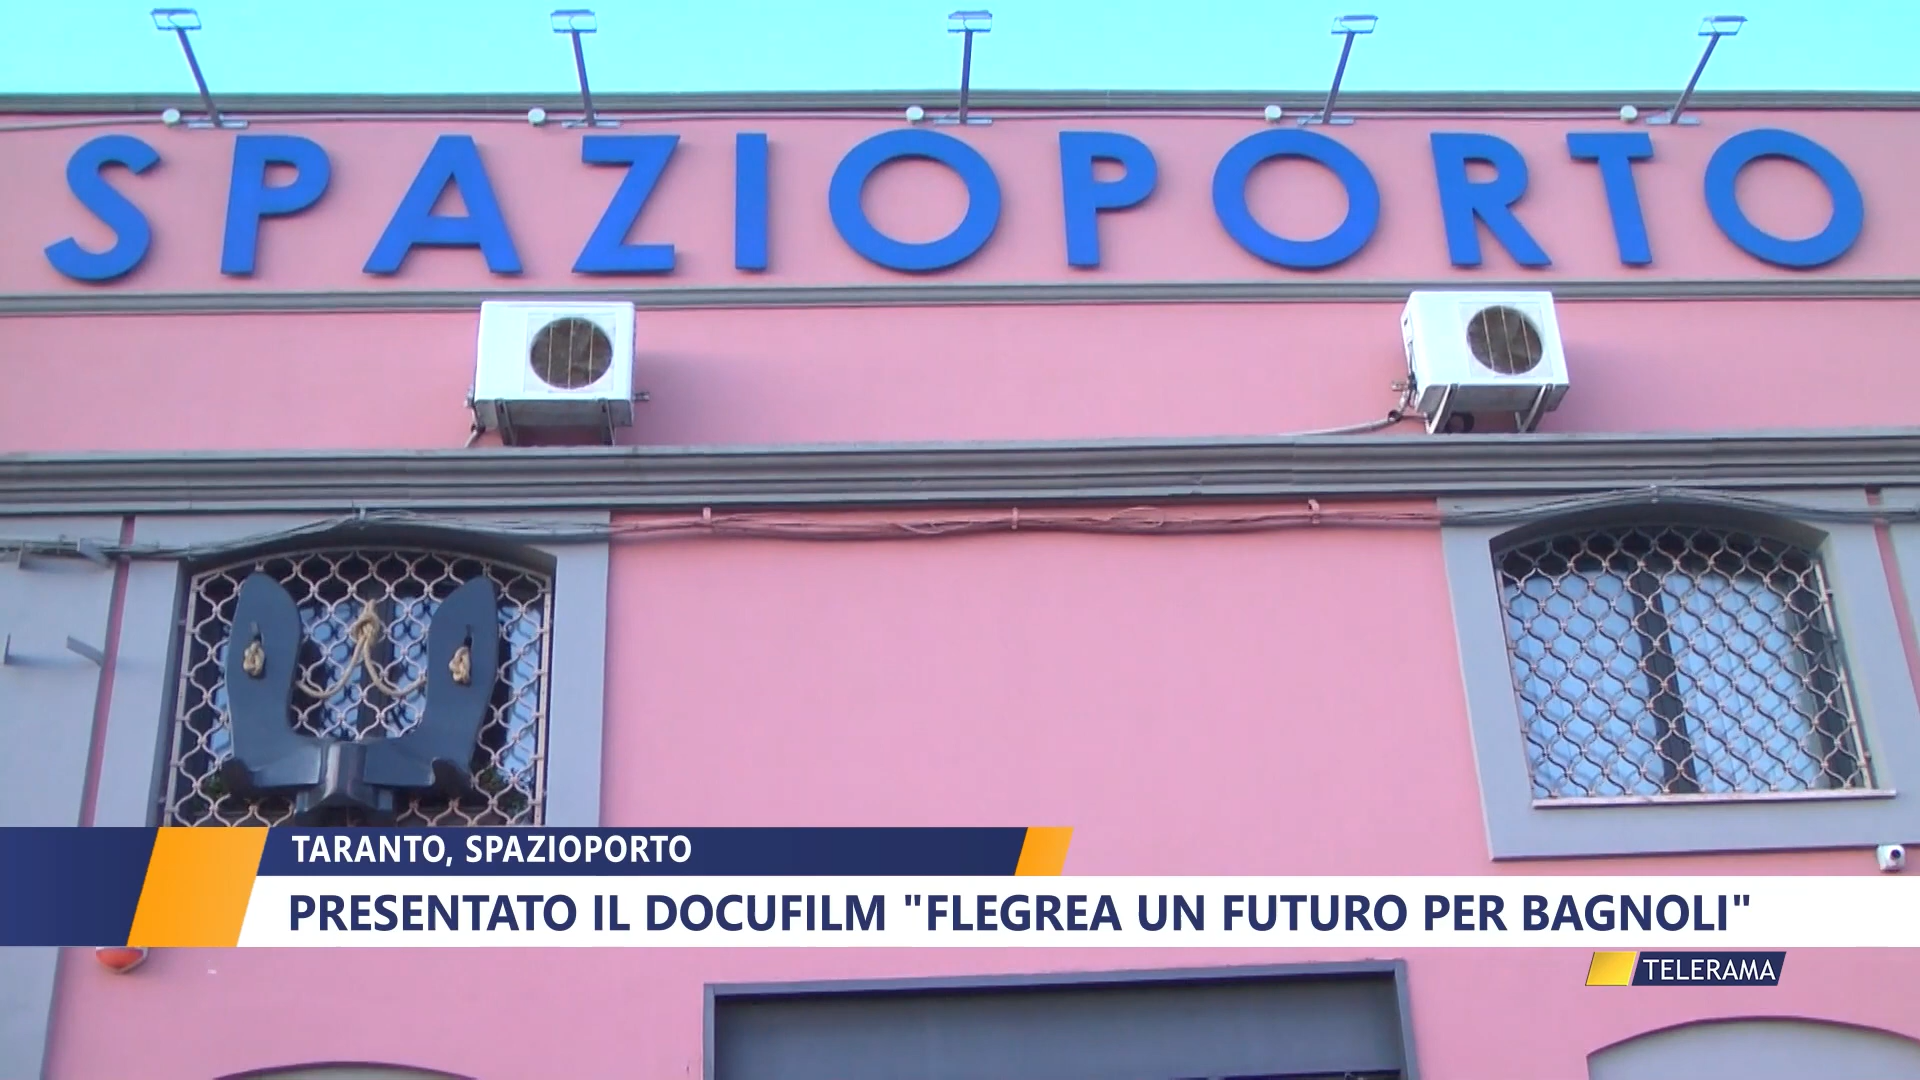 SPAZIOPORTO
TARANTO, SPAZIOPORTO
PRESENTATO IL DOCUFILM "FLEGREA UN FUTURO PER BAGNOLI"
TELERAMA